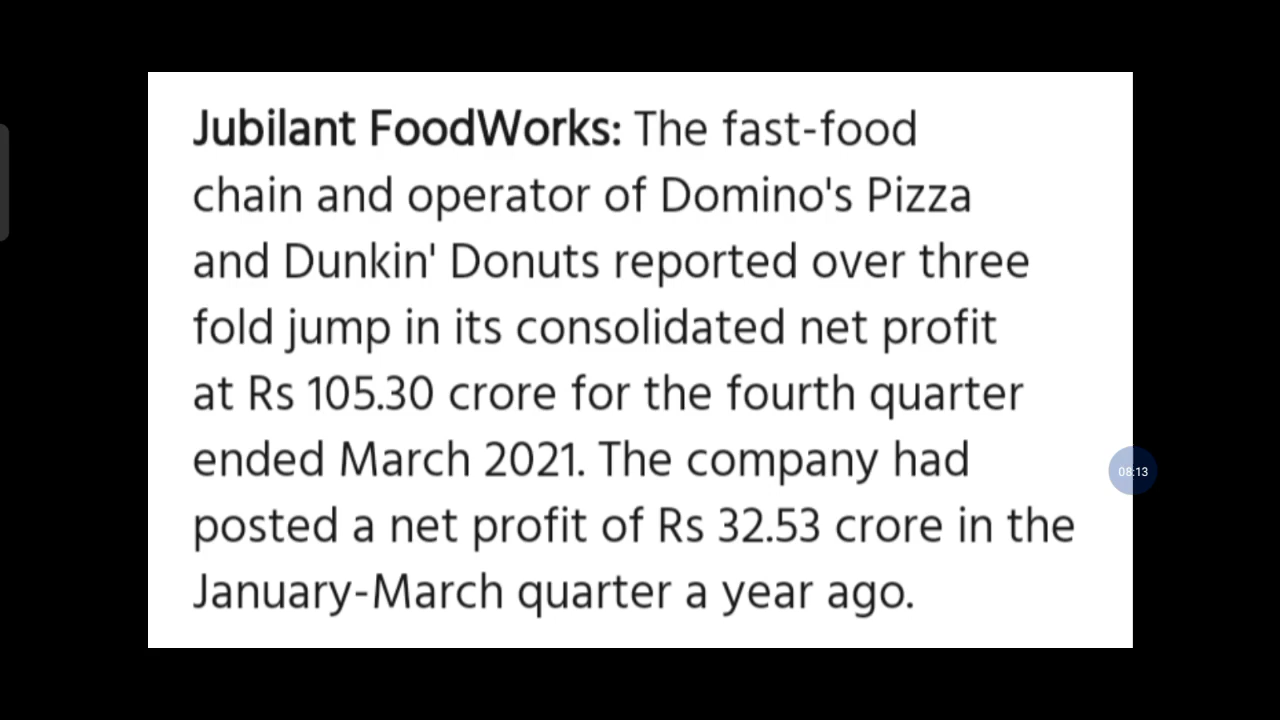 Jubilant FoodWorks: The fast-food
chain and operator of Domino's Pizza
and Dunkin' Donuts reported over three
fold jump in its consolidated net profit
at Rs 105.30 crore for the fourth quarter
ended March 2021. The company had
posted a net profit of Rs 32.53 crore in the
January-March quarter a year ago.
08:13